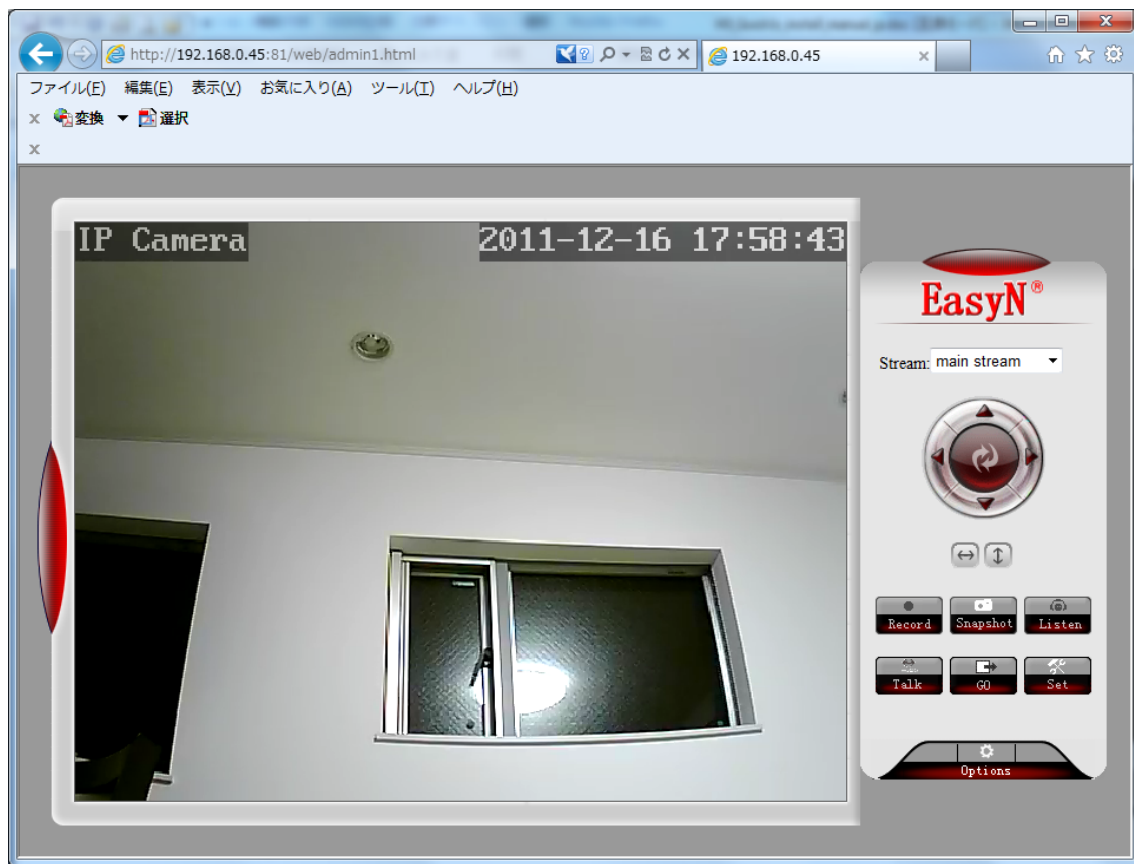 http://192.168.0.45:81/web/admin1.html
192.168.0.45
ファイル(F) 編集(E) 表示(V) お気に入り(A) ツール(T) ヘルプ(H)
変換 選択
IP Camera 2011-12-16 17:58:43
EasyN®
Stream: main stream
Record Snapshot Listen
Talk GO Set
Options